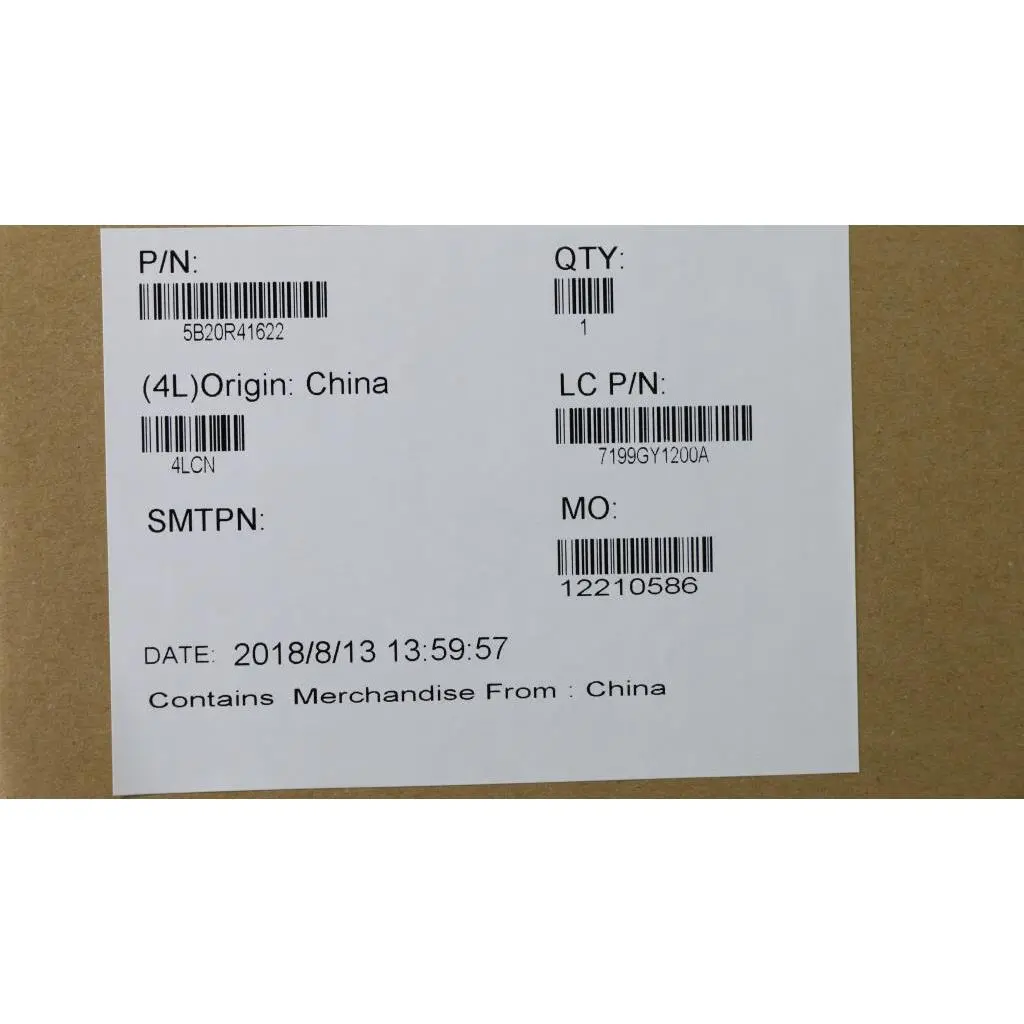 P/N:
5B20R41622
QTY:
1
(4L)Origin: China
4LCN
LC P/N:
7199GY1200A
SMTPN:
MO:
12210586
DATE: 2018/8/13 13:59:57
Contains Merchandise From : China